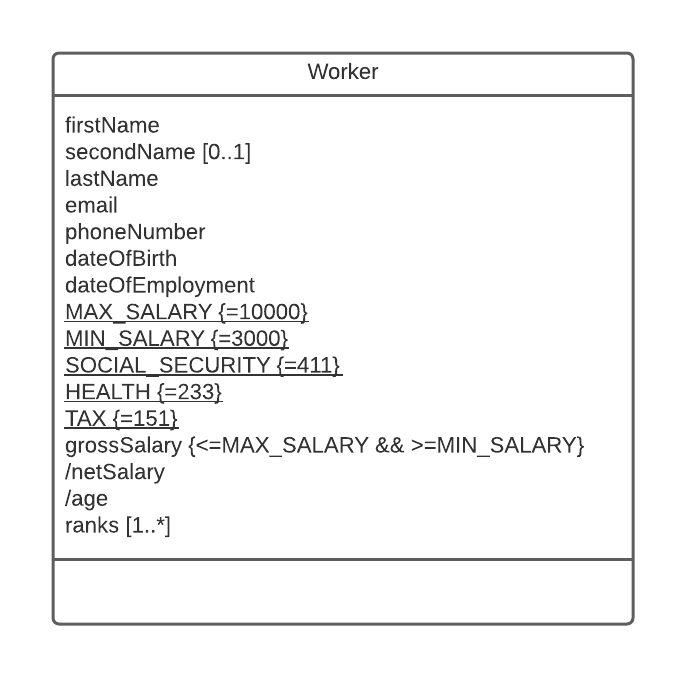 Worker
firstName
secondName [0..1]
lastName
email
phoneNumber
dateOfBirth
dateOfEmployment
MAX_SALARY {=10000}
MIN_SALARY {=3000}
SOCIAL_SECURITY {=411}
HEALTH {=233}
TAX {=151}
grossSalary {<=MAX_SALARY && >=MIN_SALARY}
/netSalary
/age
ranks [1..*]